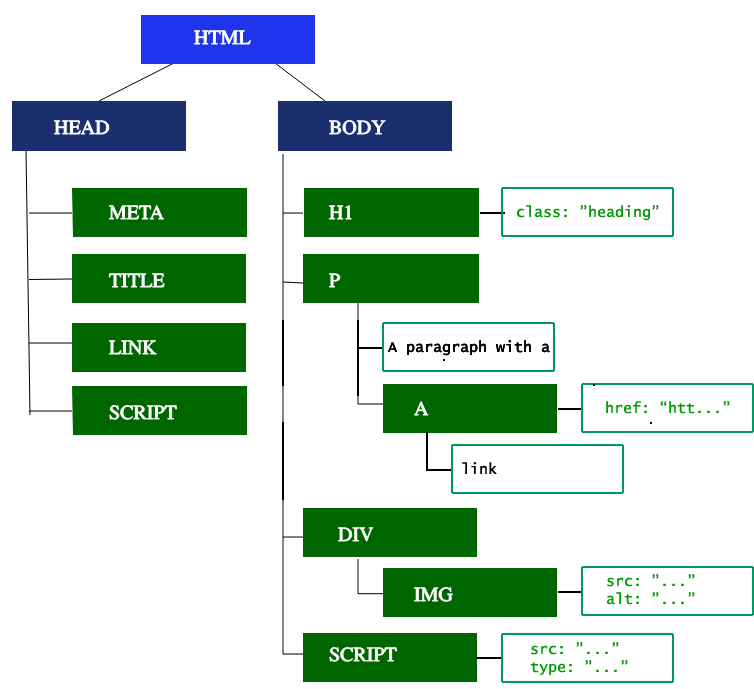 HTML
HEAD
BODY
META
H1
class: "heading”
TITLE
P
LINK
A paragraph with a
SCRIPT
A
href: “htt...”
link
DIV
IMG
src: ”...”
alt: ”...”
SCRIPT
src: "...”
type: "...”